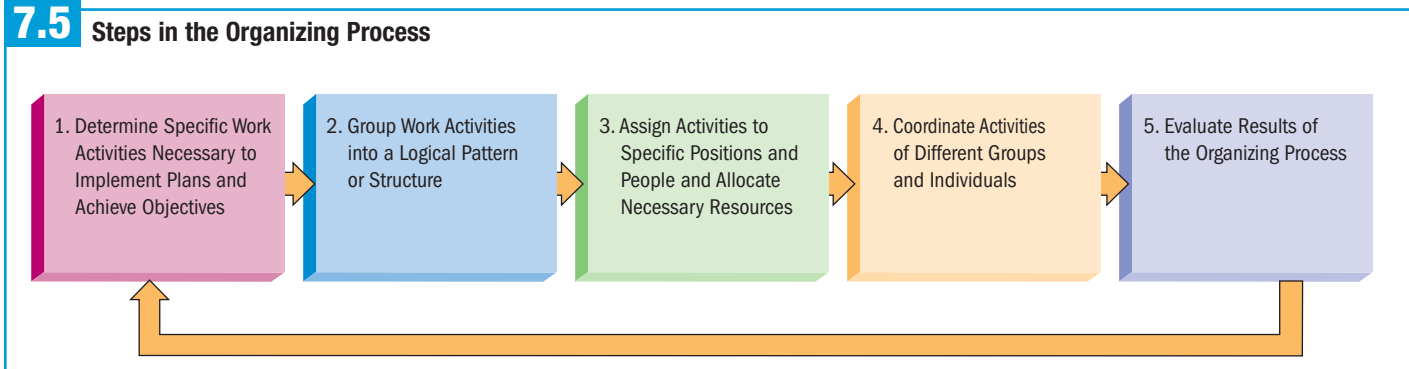 7.5 Steps in the Organizing Process
1. Determine Specific Work
Activities Necessary to
Implement Plans and
Achieve Objectives
2. Group Work Activities
into a Logical Pattern
or Structure
3. Assign Activities to
Specific Positions and
People and Allocate
Necessary Resources
4. Coordinate Activities
of Different Groups
and Individuals
5. Evaluate Results of
the Organizing Process